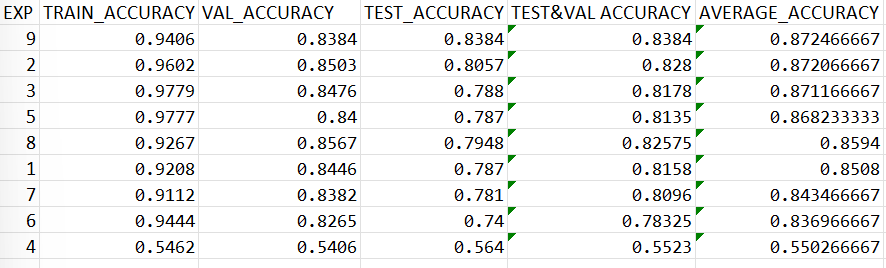 EXP TRAIN_ACCURACY VAL_ACCURACY TEST_ACCURACY TEST&VAL ACCURACY AVERAGE_ACCURACY
9 0.9406 0.8384 0.8384 0.8384 0.872466667
2 0.9602 0.8503 0.8057 0.828 0.872066667
3 0.9779 0.8476 0.788 0.8178 0.871166667
5 0.9777 0.84 0.787 0.8135 0.868233333
8 0.9267 0.8567 0.7948 0.82575 0.8594
1 0.9208 0.8446 0.787 0.8158 0.8508
7 0.9112 0.8382 0.781 0.8096 0.843466667
6 0.9444 0.8265 0.74 0.78325 0.836966667
4 0.5462 0.5406 0.564 0.5523 0.550266667